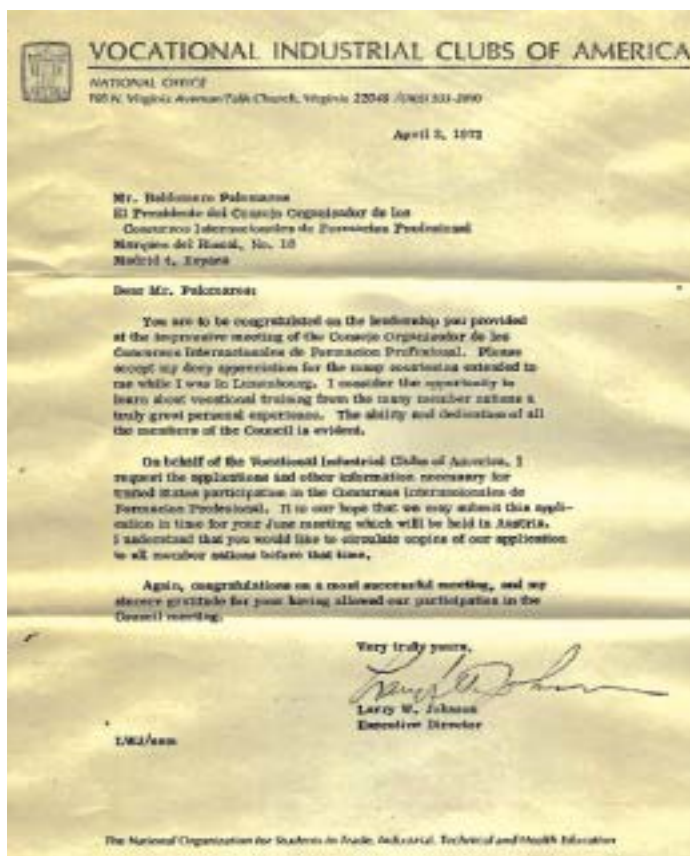 VOCATIONAL INDUSTRIAL CLUBS OF AMERICA
NATIONAL OFFICE
105 N. Virginia Avenue/Falls Church, Virginia 22046 /(703) 533-
April 1972
Mr. Baldomero Palomares
El Presidente del Consejo Organizador de los
Concursos Internacionales de Formacion Profesional
Marques del Riscal, No. 16
Madrid 4, Espana
Dear Mr. Palomares:
You are to be congratulated on the leadership you provided
at the impressive meeting of the Consejo Organizador de los
Concursos Internacionales de Formacion Profesional. Please
accept my deep appreciation for the many courtesies extended to
me while I was in Luxembourg. I consider the opportunity to
learn about vocational training from the many member nations a
truly great personal experience. The ability and dedication of all
the members of the Council is evident.
On behalf of the Vocational Industrial Clubs of America, I
request the applications and other information necessary for
United States participation in the Concursos Internacionales de
Formacion Profesional. It is our hope that we may submit this appli-
cation in time for your June meeting which will be held in Austria.
I understand that you would like to circulate copies of our application
to all member nations before that time.
Again, congratulations on a most successful meeting, and my
sincere gratitude for your having allowed our participation in the
Council meeting.
Very truly yours,
Larry W. Johnson
Larry W. Johnson
Executive Director
LWJ/
The National Organization for Students in Trade, Industrial, Technical and Health Education